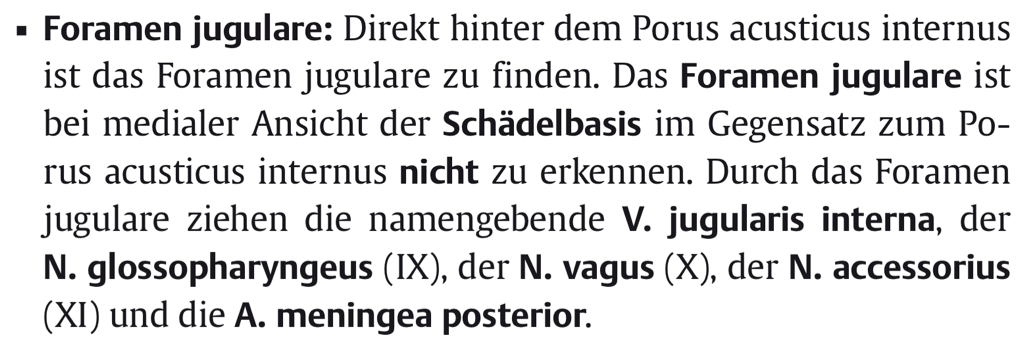 ▪ Foramen jugulare: Direkt hinter dem Porus acusticus internus
ist das Foramen jugulare zu finden. Das Foramen jugulare ist
bei medialer Ansicht der Schädelbasis im Gegensatz zum Po-
rus acusticus internus nicht zu erkennen. Durch das Foramen
jugulare ziehen die namengebende V. jugularis interna, der
N. glossopharyngeus (IX), der N. vagus (X), der N. accessorius
(XI) und die A. meningea posterior.